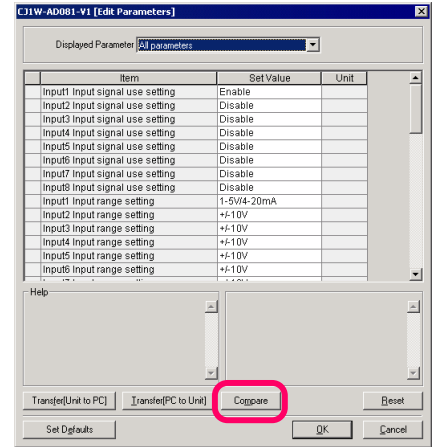 CJ1W-AD081-V1 [Edit Parameters]
Displayed Parameter All parameters
Item Set Value Unit
Input1 Input signal use setting Enable
Input2 Input signal use setting Disable
Input3 Input signal use setting Disable
Input4 Input signal use setting Disable
Input5 Input signal use setting Disable
Input6 Input signal use setting Disable
Input7 Input signal use setting Disable
Input8 Input signal use setting Disable
Input1 Input range setting 1-5V/4-20mA
Input2 Input range setting +/-10V
Input3 Input range setting +/-10V
Input4 Input range setting +/-10V
Input5 Input range setting +/-10V
Input6 Input range setting +/-10V
Help
Transfer[Unit to PC] Transfer[PC to Unit] Compare Reset
Set Defaults OK Cancel